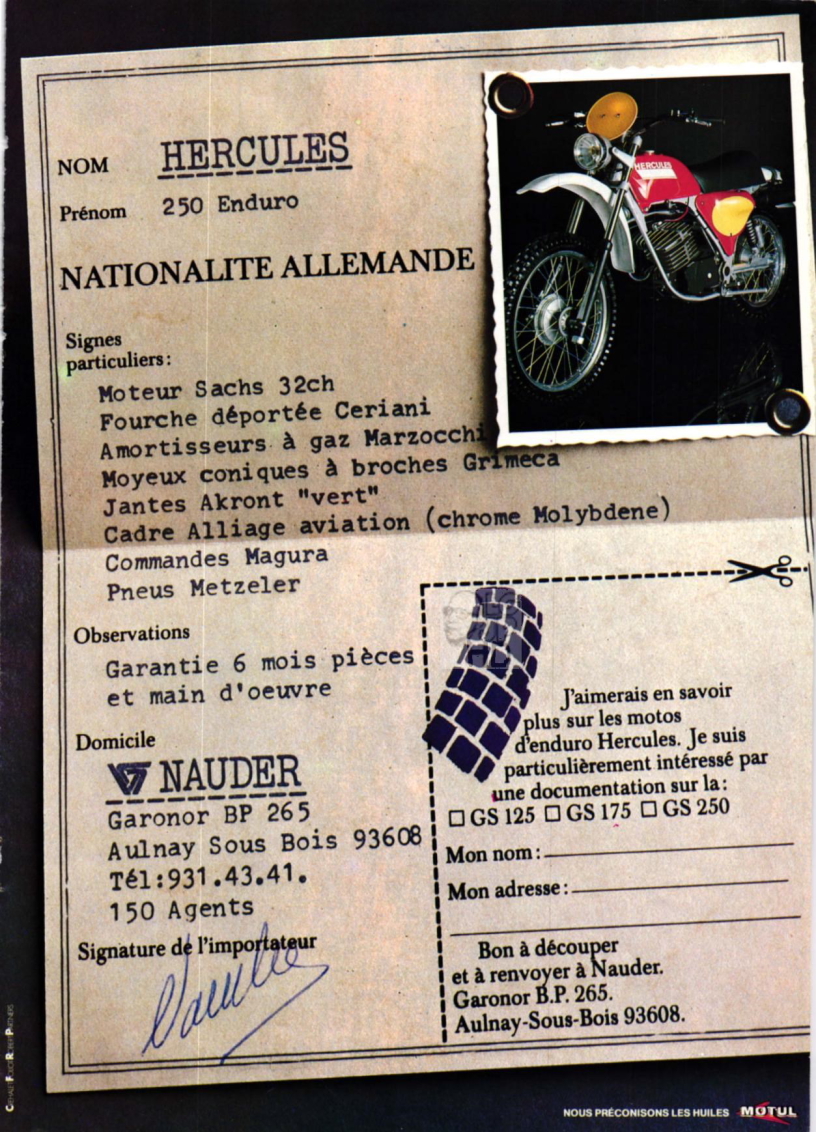 NOM HERCULES
Prénom 250 Enduro
NATIONALITE ALLEMANDE
HERCULES
Signes
particuliers:
Moteur Sachs 32ch
Fourche déportée Ceriani
Amortisseurs à gaz Marzocchi
Moyeux coniques à broches Grimeca
Jantes Akront "vert"
Cadre Alliage aviation (chrome Molybdene)
Commandes Magura
Pneus Metzeler
Observations
Garantie 6 mois pièces
et main d'oeuvre
Domicile
NAUDER
Garonor BP 265
Aulnay Sous Bois 93608
Tél:931.43.41.
150 Agents
Signature de l'importateur
J'aimerais en savoir
plus sur les motos
d'enduro Hercules. Je suis
particulièrement intéressé par
une documentation sur la:
☐ GS 125 ☐ GS 175 ☐ GS 250
Mon nom:
Mon adresse:
Bon à découper
et à renvoyer à Nauder.
Garonor B.P. 265.
Aulnay-Sous-Bois 93608.
NOUS PRÉCONISONS LES HUILES MOTUL